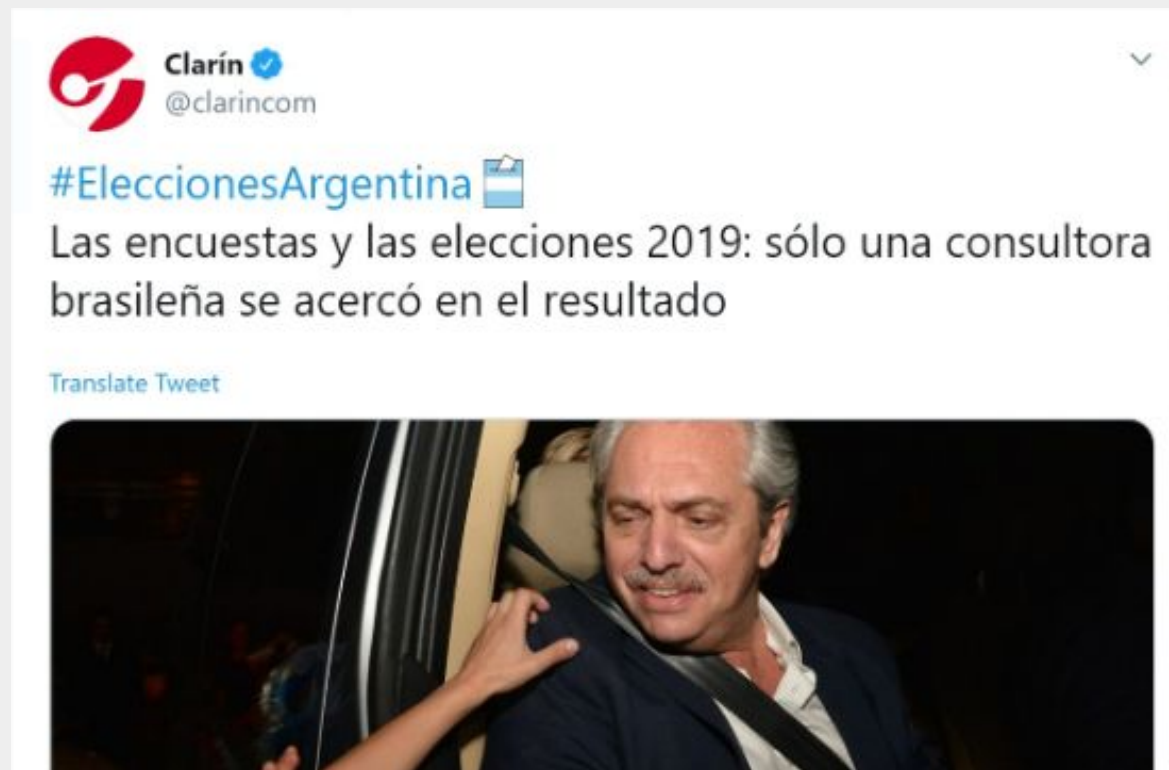 Clarín
@clarincom
#EleccionesArgentina
Las encuestas y las elecciones 2019: sólo una consultora
brasileña se acercó en el resultado
Translate Tweet